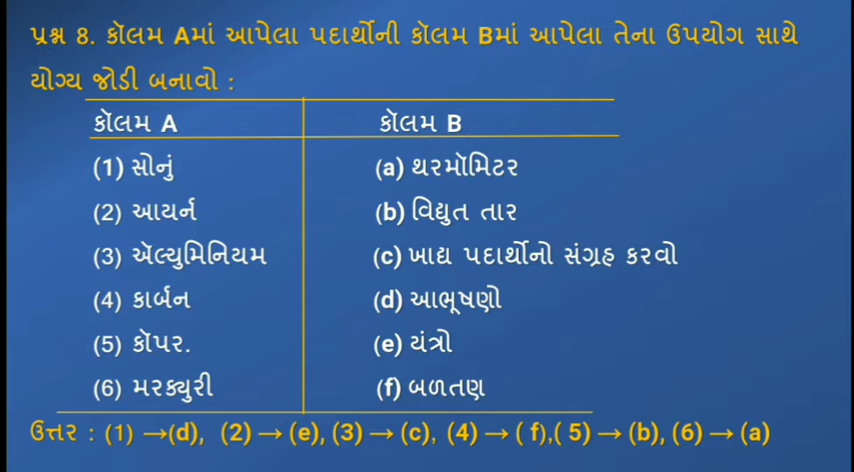 પ્રશ્ન 8. કૉલમ Aમાં આપેલા પદાર્થોની કૉલમ Bમાં આપેલા તેના ઉપયોગ સાથે
યોગ્ય જોડી બનાવો :
કૉલમ A કૉલમ B
(1) સોનું (a) થરમૉમિટર
(2) આયર્ન (b) વિદ્યુત તાર
(3) ઍલ્યુમિનિયમ (c) ખાદ્ય પદાર્થોનો સંગ્રહ કરવો
(4) કાર્બન (d) આભૂષણો
(5) કૉપર. (e) યંત્રો
(6) મરક્યુરી (f) બળતણ
ઉત્તર : (1) →(d), (2) → (e), (3) → (c), (4) → ( f),( 5) → (b), (6) → (a)